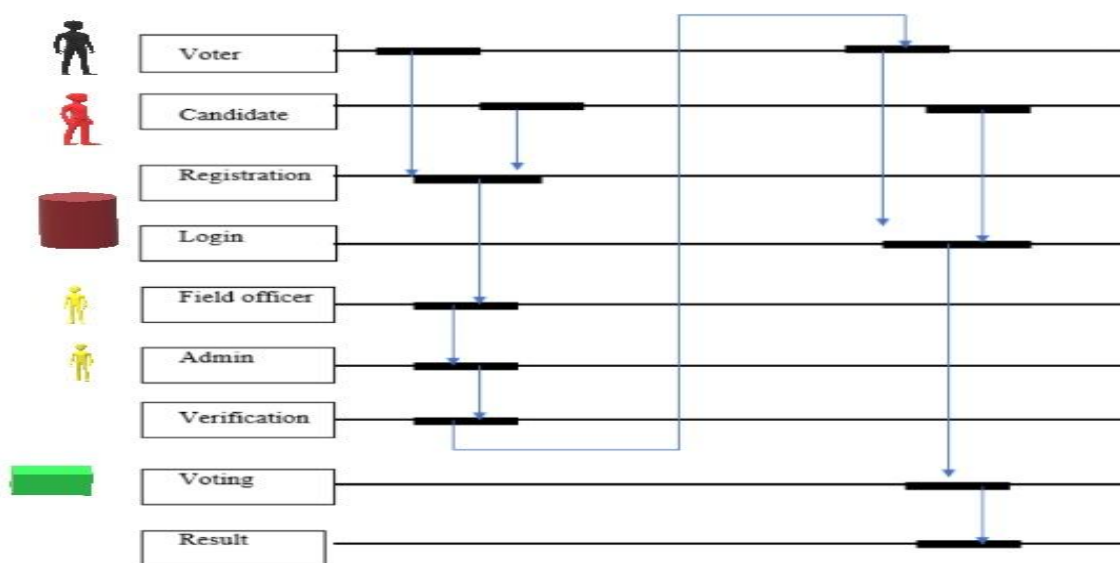 Voter
Candidate
Registration
Login
Field officer
Admin
Verification
Voting
Result